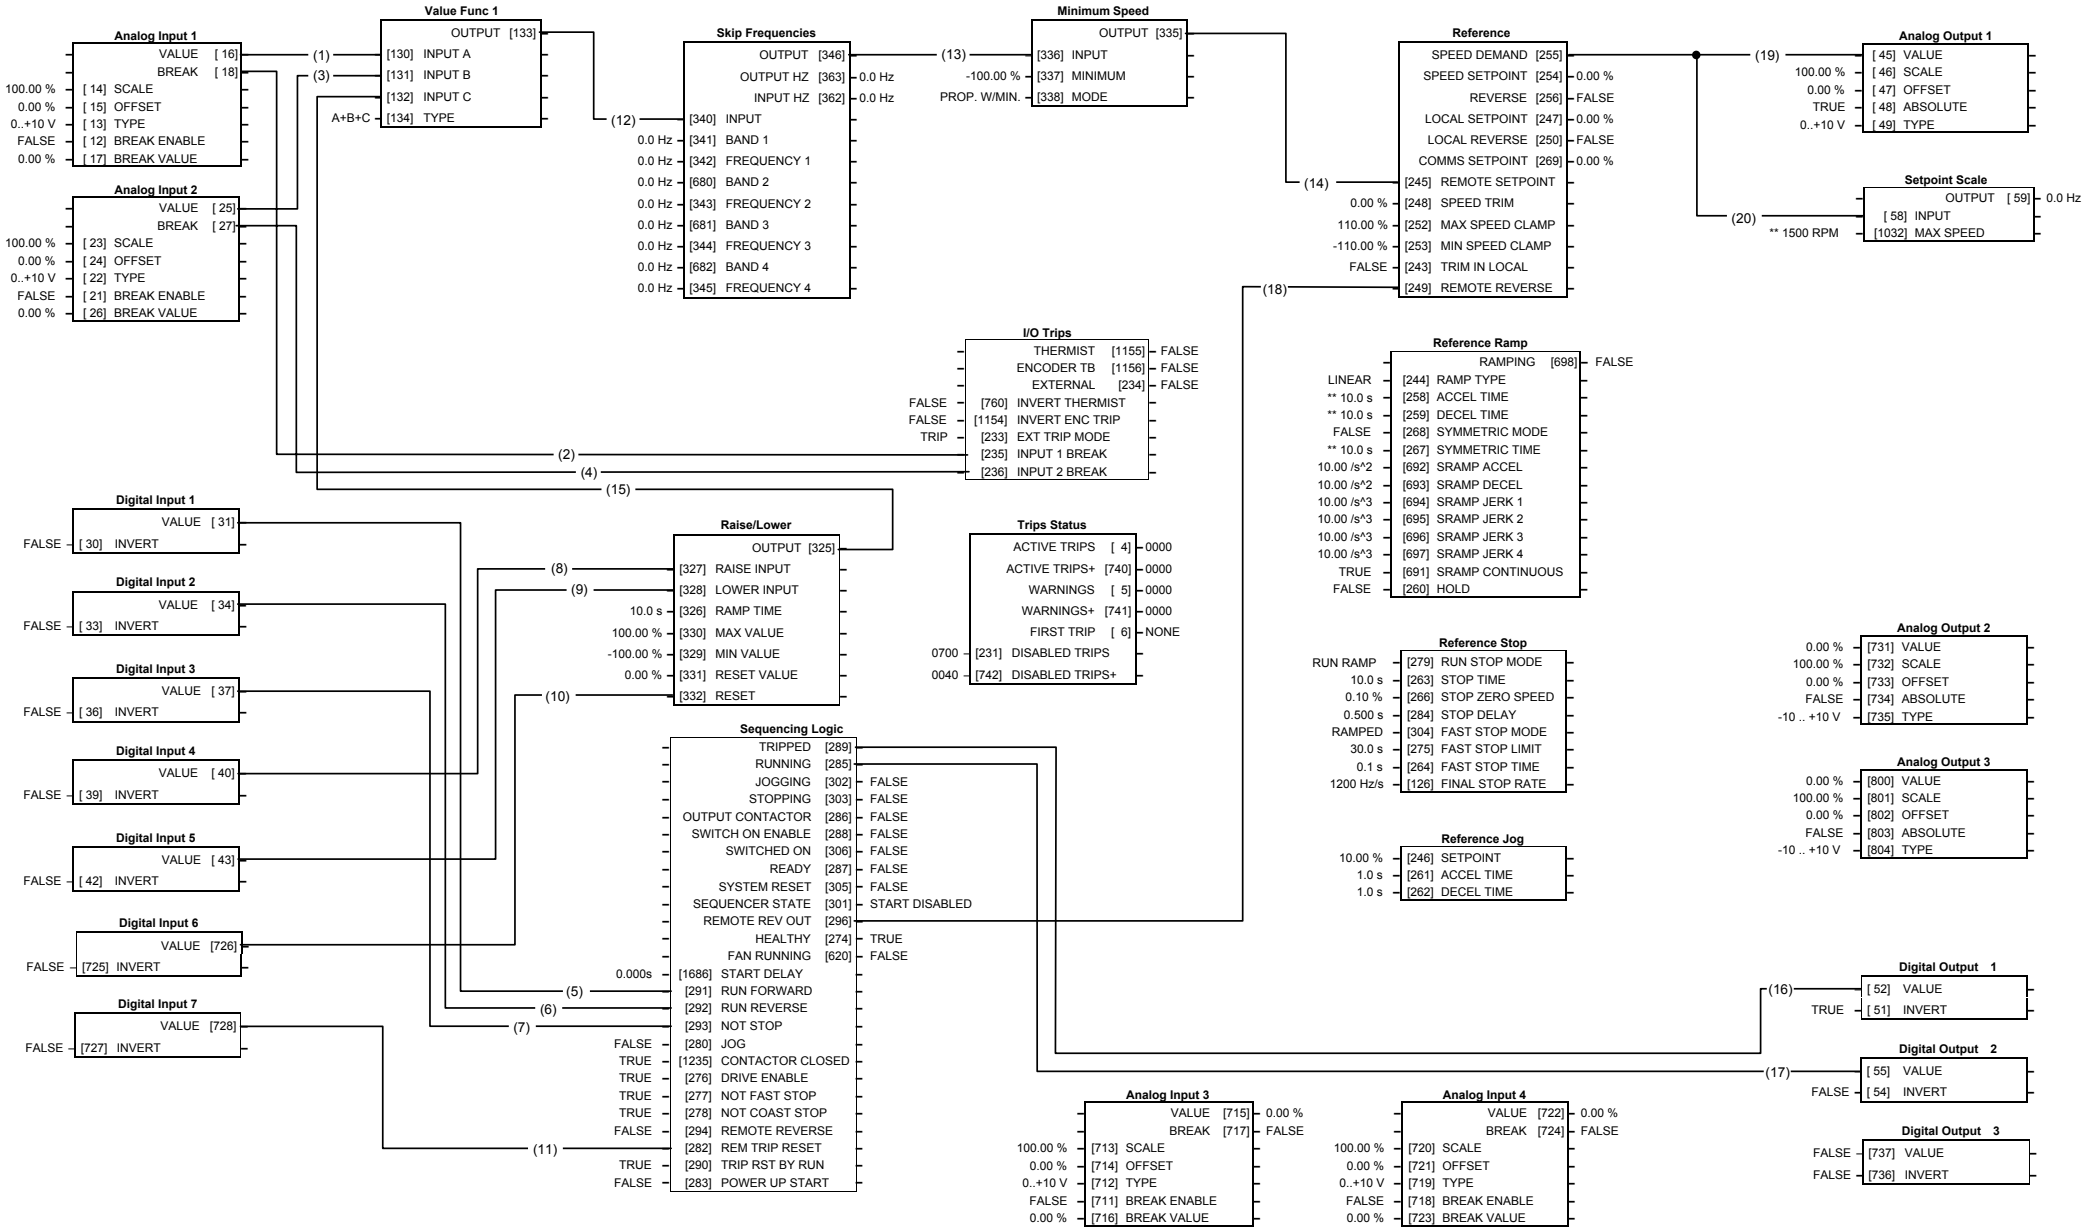 Analog Input 1
VALUE [ 16]
BREAK [ 18]
100.00 % [ 14] SCALE
0.00 % [ 15] OFFSET
0..+10 V [ 13] TYPE
FALSE [ 12] BREAK ENABLE
0.00 % [ 17] BREAK VALUE
Analog Input 2
VALUE [ 25]
BREAK [ 27]
100.00 % [ 23] SCALE
0.00 % [ 24] OFFSET
0..+10 V [ 22] TYPE
FALSE [ 21] BREAK ENABLE
0.00 % [ 26] BREAK VALUE
(1)
(3)
Value Func 1
OUTPUT [133]
[130] INPUT A
[131] INPUT B
[132] INPUT C
A+B+C [134] TYPE
(12)
Skip Frequencies
OUTPUT [346]
OUTPUT HZ [363] 0.0 Hz
INPUT HZ [362] 0.0 Hz
[340] INPUT
0.0 Hz [341] BAND 1
0.0 Hz [342] FREQUENCY 1
0.0 Hz [680] BAND 2
0.0 Hz [343] FREQUENCY 2
0.0 Hz [681] BAND 3
0.0 Hz [344] FREQUENCY 3
0.0 Hz [682] BAND 4
0.0 Hz [345] FREQUENCY 4
(13)
Minimum Speed
OUTPUT [335]
[336] INPUT
-100.00 % [337] MINIMUM
PROP. W/MIN. [338] MODE
(14)
(18)
Reference
SPEED DEMAND [255]
SPEED SETPOINT [254] 0.00 %
REVERSE [256] FALSE
LOCAL SETPOINT [247] 0.00 %
LOCAL REVERSE [250] FALSE
COMMS SETPOINT [269] 0.00 %
[245] REMOTE SETPOINT
0.00 % [248] SPEED TRIM
110.00 % [252] MAX SPEED CLAMP
-110.00 % [253] MIN SPEED CLAMP
FALSE [243] TRIM IN LOCAL
[249] REMOTE REVERSE
(19)
(20)
Analog Output 1
[ 45] VALUE
100.00 % [ 46] SCALE
0.00 % [ 47] OFFSET
TRUE [ 48] ABSOLUTE
0..+10 V [ 49] TYPE
Setpoint Scale
OUTPUT [ 59] 0.0 Hz
[ 58] INPUT
** 1500 RPM [1032] MAX SPEED
I/O Trips
THERMIST [1155] FALSE
ENCODER TB [1156] FALSE
EXTERNAL [234] FALSE
FALSE [760] INVERT THERMIST
FALSE [1154] INVERT ENC TRIP
TRIP [233] EXT TRIP MODE
[235] INPUT 1 BREAK
[236] INPUT 2 BREAK
(2)
(4)
(15)
Reference Ramp
RAMPING [698] FALSE
LINEAR [244] RAMP TYPE
** 10.0 s [258] ACCEL TIME
** 10.0 s [259] DECEL TIME
FALSE [268] SYMMETRIC MODE
** 10.0 s [267] SYMMETRIC TIME
10.00 /s^2 [692] SRAMP ACCEL
10.00 /s^2 [693] SRAMP DECEL
10.00 /s^3 [694] SRAMP JERK 1
10.00 /s^3 [695] SRAMP JERK 2
10.00 /s^3 [696] SRAMP JERK 3
10.00 /s^3 [697] SRAMP JERK 4
TRUE [691] SRAMP CONTINUOUS
FALSE [260] HOLD
Digital Input 1
VALUE [ 31]
FALSE [ 30] INVERT
Digital Input 2
VALUE [ 34]
FALSE [ 33] INVERT
Digital Input 3
VALUE [ 37]
FALSE [ 36] INVERT
Digital Input 4
VALUE [ 40]
FALSE [ 39] INVERT
Digital Input 5
VALUE [ 43]
FALSE [ 42] INVERT
Digital Input 6
VALUE [726]
FALSE [725] INVERT
Digital Input 7
VALUE [728]
FALSE [727] INVERT
(8)
(9)
(10)
Raise/Lower
OUTPUT [325]
[327] RAISE INPUT
[328] LOWER INPUT
10.0 s [326] RAMP TIME
100.00 % [330] MAX VALUE
-100.00 % [329] MIN VALUE
0.00 % [331] RESET VALUE
[332] RESET
Trips Status
ACTIVE TRIPS [ 4] 0000
ACTIVE TRIPS+ [740] 0000
WARNINGS [ 5] 0000
WARNINGS+ [741] 0000
FIRST TRIP [ 6] NONE
0700 [231] DISABLED TRIPS
0040 [742] DISABLED TRIPS+
Sequencing Logic
TRIPPED [289]
RUNNING [285]
JOGGING [302] FALSE
STOPPING [303] FALSE
OUTPUT CONTACTOR [286] FALSE
SWITCH ON ENABLE [288] FALSE
SWITCHED ON [306] FALSE
READY [287] FALSE
SYSTEM RESET [305] FALSE
SEQUENCER STATE [301] START DISABLED
REMOTE REV OUT [296]
HEALTHY [274] TRUE
FAN RUNNING [620] FALSE
0.000s [1686] START DELAY
(5) [291] RUN FORWARD
(6) [292] RUN REVERSE
(7) [293] NOT STOP
FALSE [280] JOG
TRUE [1235] CONTACTOR CLOSED
TRUE [276] DRIVE ENABLE
TRUE [277] NOT FAST STOP
TRUE [278] NOT COAST STOP
FALSE [294] REMOTE REVERSE
(11) [282] REM TRIP RESET
TRUE [290] TRIP RST BY RUN
FALSE [283] POWER UP START
Reference Stop
RUN RAMP [279] RUN STOP MODE
10.0 s [263] STOP TIME
0.10 % [266] STOP ZERO SPEED
0.500 s [284] STOP DELAY
RAMPED [304] FAST STOP MODE
30.0 s [275] FAST STOP LIMIT
0.1 s [264] FAST STOP TIME
1200 Hz/s [126] FINAL STOP RATE
Reference Jog
10.00 % [246] SETPOINT
1.0 s [261] ACCEL TIME
1.0 s [262] DECEL TIME
Analog Output 2
0.00 % [731] VALUE
100.00 % [732] SCALE
0.00 % [733] OFFSET
FALSE [734] ABSOLUTE
-10 .. +10 V [735] TYPE
Analog Output 3
0.00 % [800] VALUE
100.00 % [801] SCALE
0.00 % [802] OFFSET
FALSE [803] ABSOLUTE
-10 .. +10 V [804] TYPE
Digital Output 1
(16) [ 52] VALUE
TRUE [ 51] INVERT
Digital Output 2
(17) [ 55] VALUE
FALSE [ 54] INVERT
Digital Output 3
FALSE [737] VALUE
FALSE [736] INVERT
Analog Input 3
VALUE [715] 0.00 %
BREAK [717] FALSE
100.00 % [713] SCALE
0.00 % [714] OFFSET
0..+10 V [712] TYPE
FALSE [711] BREAK ENABLE
0.00 % [716] BREAK VALUE
Analog Input 4
VALUE [722] 0.00 %
BREAK [724] FALSE
100.00 % [720] SCALE
0.00 % [721] OFFSET
0..+10 V [719] TYPE
FALSE [718] BREAK ENABLE
0.00 % [723] BREAK VALUE